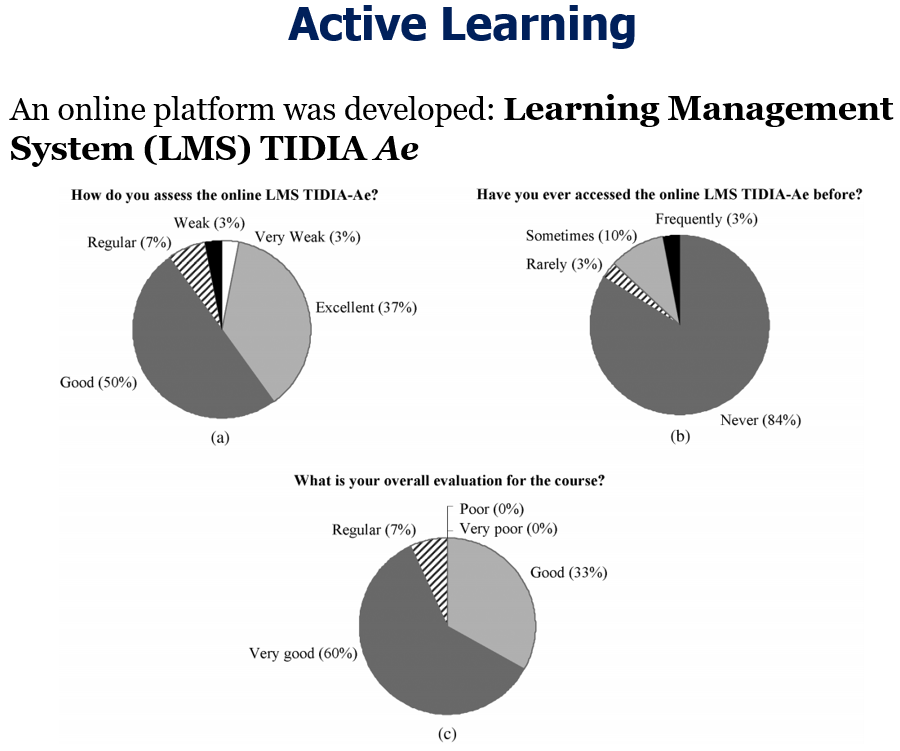 Active Learning
An online platform was developed: Learning Management
System (LMS) TIDIA Ae
How do you assess the online LMS TIDIA-Ae?
Weak (3%)
Very Weak (3%)
Regular (7%)
Excellent (37%)
Good (50%)
(a)
Have you ever accessed the online LMS TIDIA-Ae before?
Frequently (3%)
Sometimes (10%)
Rarely (3%)
Never (84%)
(b)
What is your overall evaluation for the course?
Poor (0%)
Very poor (0%)
Regular (7%)
Good (33%)
Very good (60%)
(c)